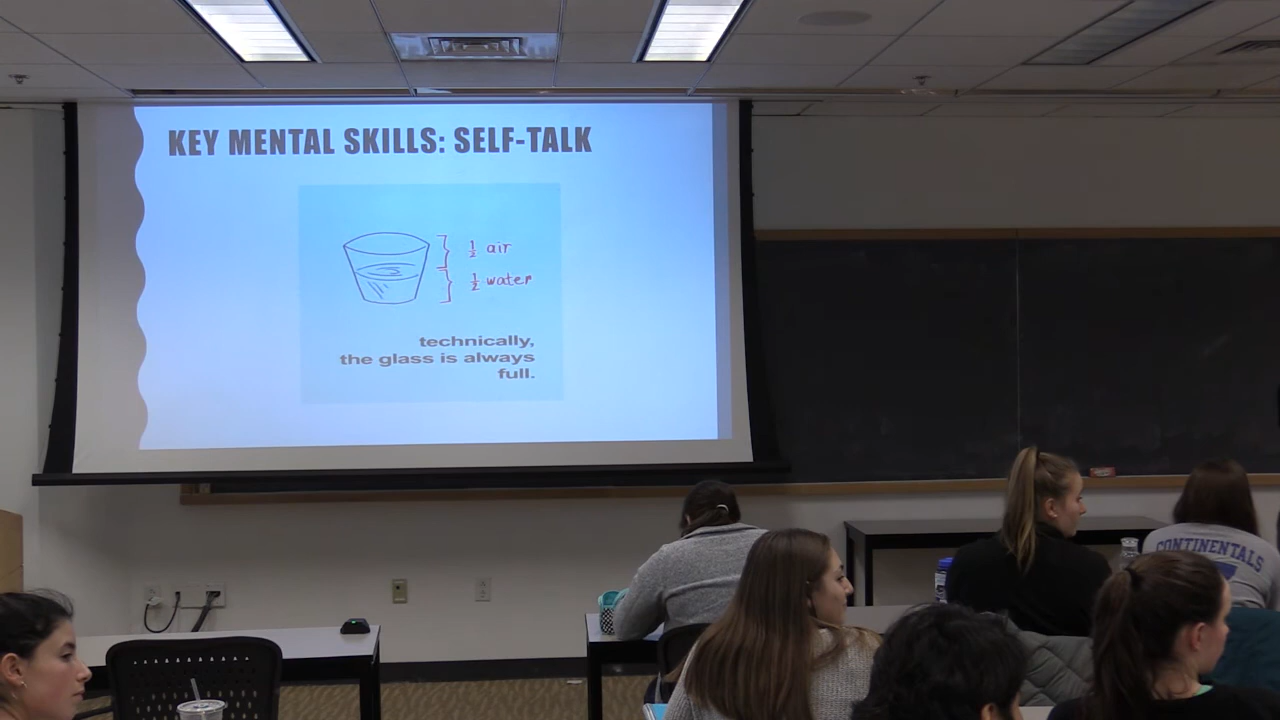 KEY MENTAL SKILLS: SELF-TALK
½ air
½ water
technically,
the glass is always
full.
CONTINENTALS